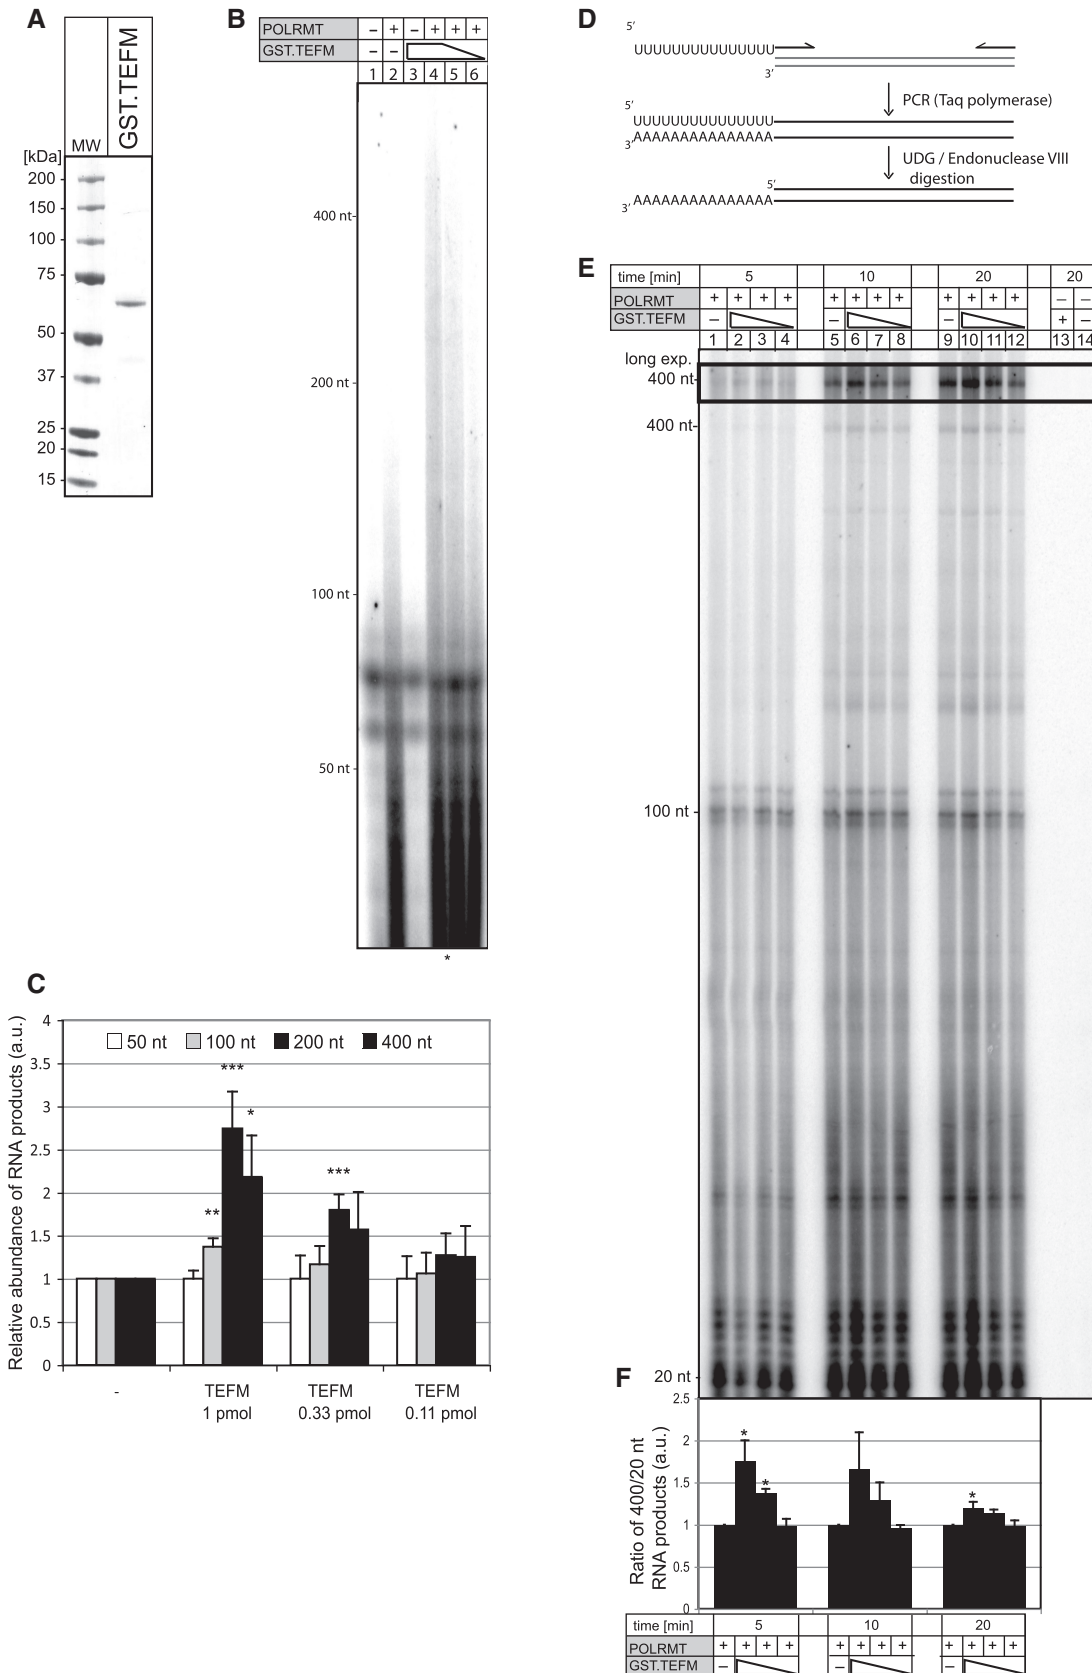 A
GST.TEFM
MW
[kDa]
200
150
100
75
50
37
25
20
15
B
POLRMT – + – + + +
GST.TEFM – –
1 2 3 4 5 6
400 nt
200 nt
100 nt
50 nt
*
C
Relative abundance of RNA products (a.u.)
4
3.5
3
2.5
2
1.5
1
0.5
0
50 nt 100 nt 200 nt 400 nt
** *** *
***
- TEFM TEFM TEFM
1 pmol 0.33 pmol 0.11 pmol
D
5′
UUUUUUUUUUUUUUU
3′
PCR (Taq polymerase)
5′
UUUUUUUUUUUUUUU
AAAAAAAAAAAAAAA
3′
UDG / Endonuclease VIII
digestion
5′
3′ AAAAAAAAAAAAAAA
E
time [min] 5 10 20 20
POLRMT + + + + + + + + + + + + – –
GST.TEFM – – – + –
1 2 3 4 5 6 7 8 9 10 11 12 13 14
long exp.
400 nt
400 nt
100 nt
20 nt
F
Ratio of 400/20 nt
RNA products (a.u.)
2.5
2
1.5
1
0.5
0
* * *
time [min] 5 10 20
POLRMT + + + + + + + + + + + +
GST.TEFM – – –